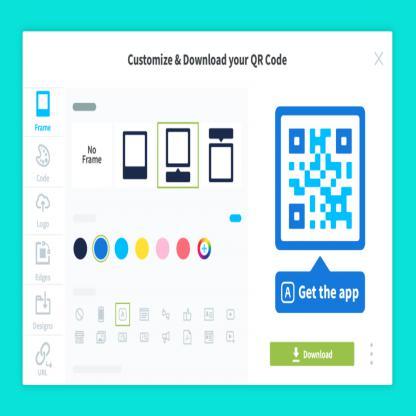 Customize & Download your QR Code
X
Frame
Code
Logo
Edges
Designs
URL
No
Frame
A
A
Get the app
Download